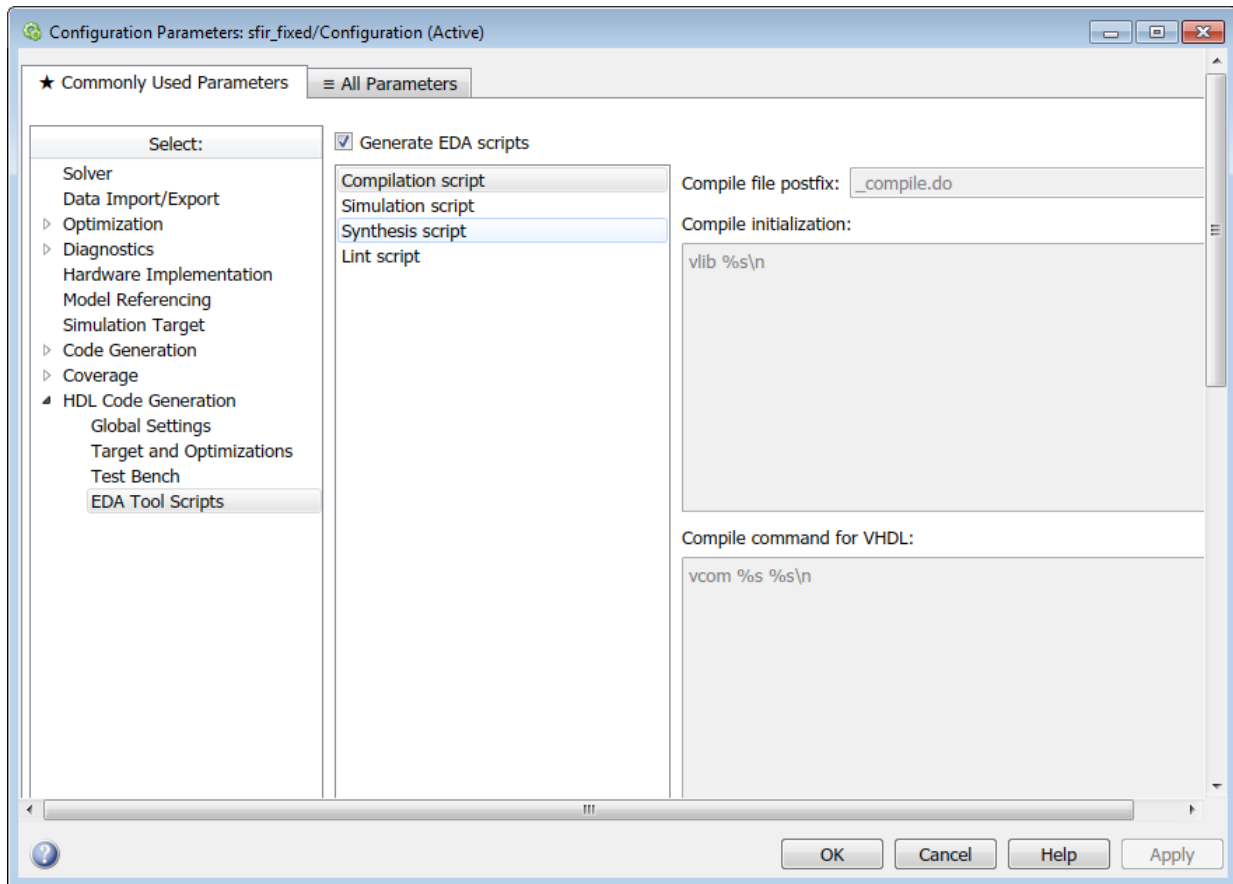 Configuration Parameters: sfir_fixed/Configuration (Active)
★ Commonly Used Parameters
≡ All Parameters
Select:
Solver
Data Import/Export
Optimization
Diagnostics
Hardware Implementation
Model Referencing
Simulation Target
Code Generation
Coverage
HDL Code Generation
Global Settings
Target and Optimizations
Test Bench
EDA Tool Scripts
Generate EDA scripts
Compilation script
Simulation script
Synthesis script
Lint script
Compile file postfix: _compile.do
Compile initialization:
vlib %s\n
Compile command for VHDL:
vcom %s %s\n
OK
Cancel
Help
Apply